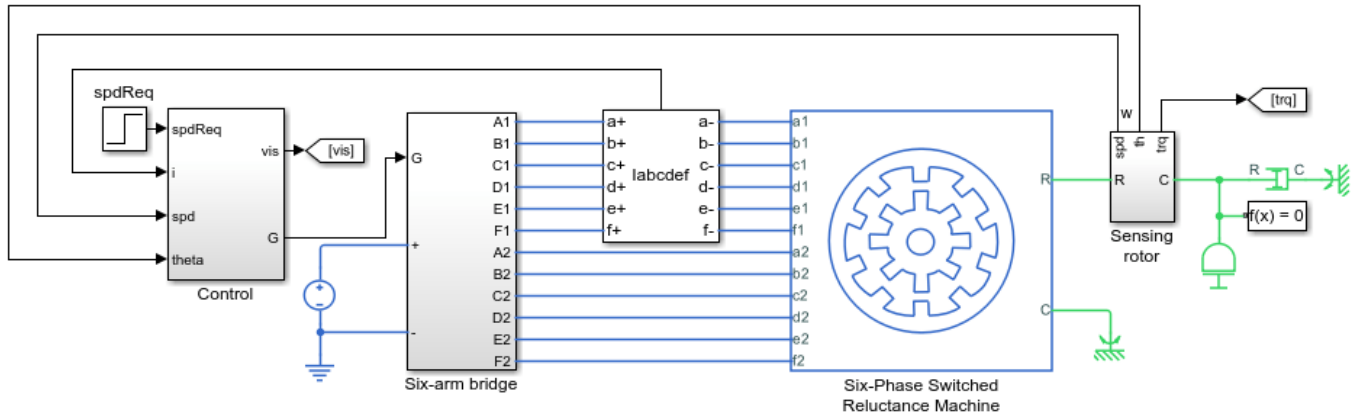 spdReq
spdReq
i
spd
theta
vis
G
Control
[vis]
G
+
-
A1
B1
C1
D1
E1
F1
A2
B2
C2
D2
E2
F2
Six-arm bridge
+
-
a+
b+
c+
d+
e+
f+
Iabcdef
a-
b-
c-
d-
e-
f-
a1
b1
c1
d1
e1
f1
a2
b2
c2
d2
e2
f2
R
C
Six-Phase Switched
Reluctance Machine
w
spd
th
trq
R
C
Sensing
rotor
[trq]
R
C
f(x) = 0